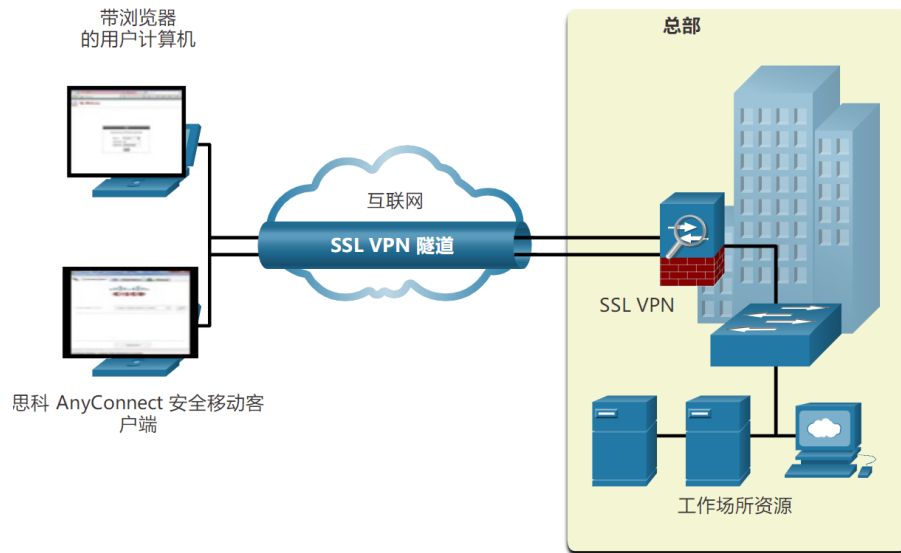 带浏览器
的用户计算机
总部
互联网
SSL VPN 隧道
SSL VPN
思科 AnyConnect 安全移动客
户端
工作场所资源